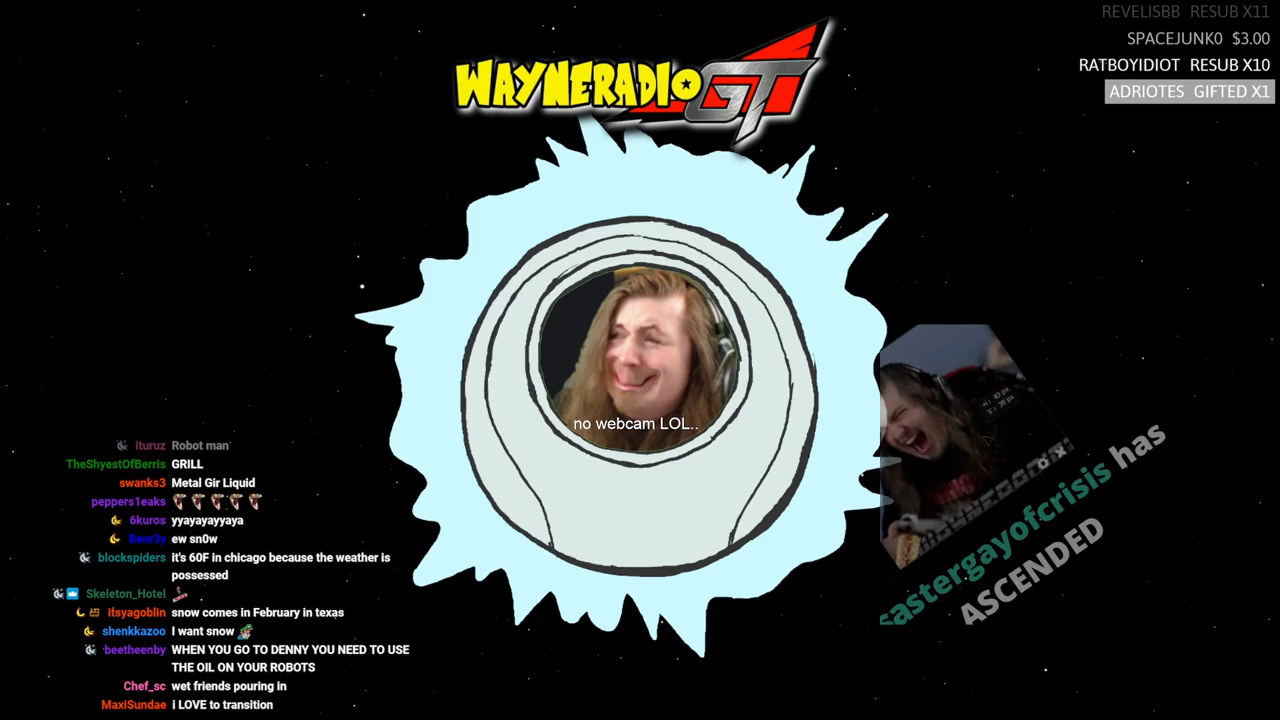 REVELISBB RESUB X11
SPACEJUNK0 $3.00
RATBOYIDIOT RESUB X10
ADRIOTES GIFTED X1
WAYNERADIO GT
no webcam LOL..
ituruz Robot man
TheShyestOfBerris GRILL
swanks3 Metal Gir Liquid
peppers1eaks
6kuros yyayayayyaya
Benr3y ew sn0w
blockspiders it's 60F in chicago because the weather is
possessed
Skeleton_Hotel
itsyagoblin snow comes in February in texas
shenkkazoo I want snow
beetheenby WHEN YOU GO TO DENNY YOU NEED TO USE
THE OIL ON YOUR ROBOTS
Chef_sc wet friends pouring in
MaxiSundae i LOVE to transition
sastergayofcrisis has
ASCENDED